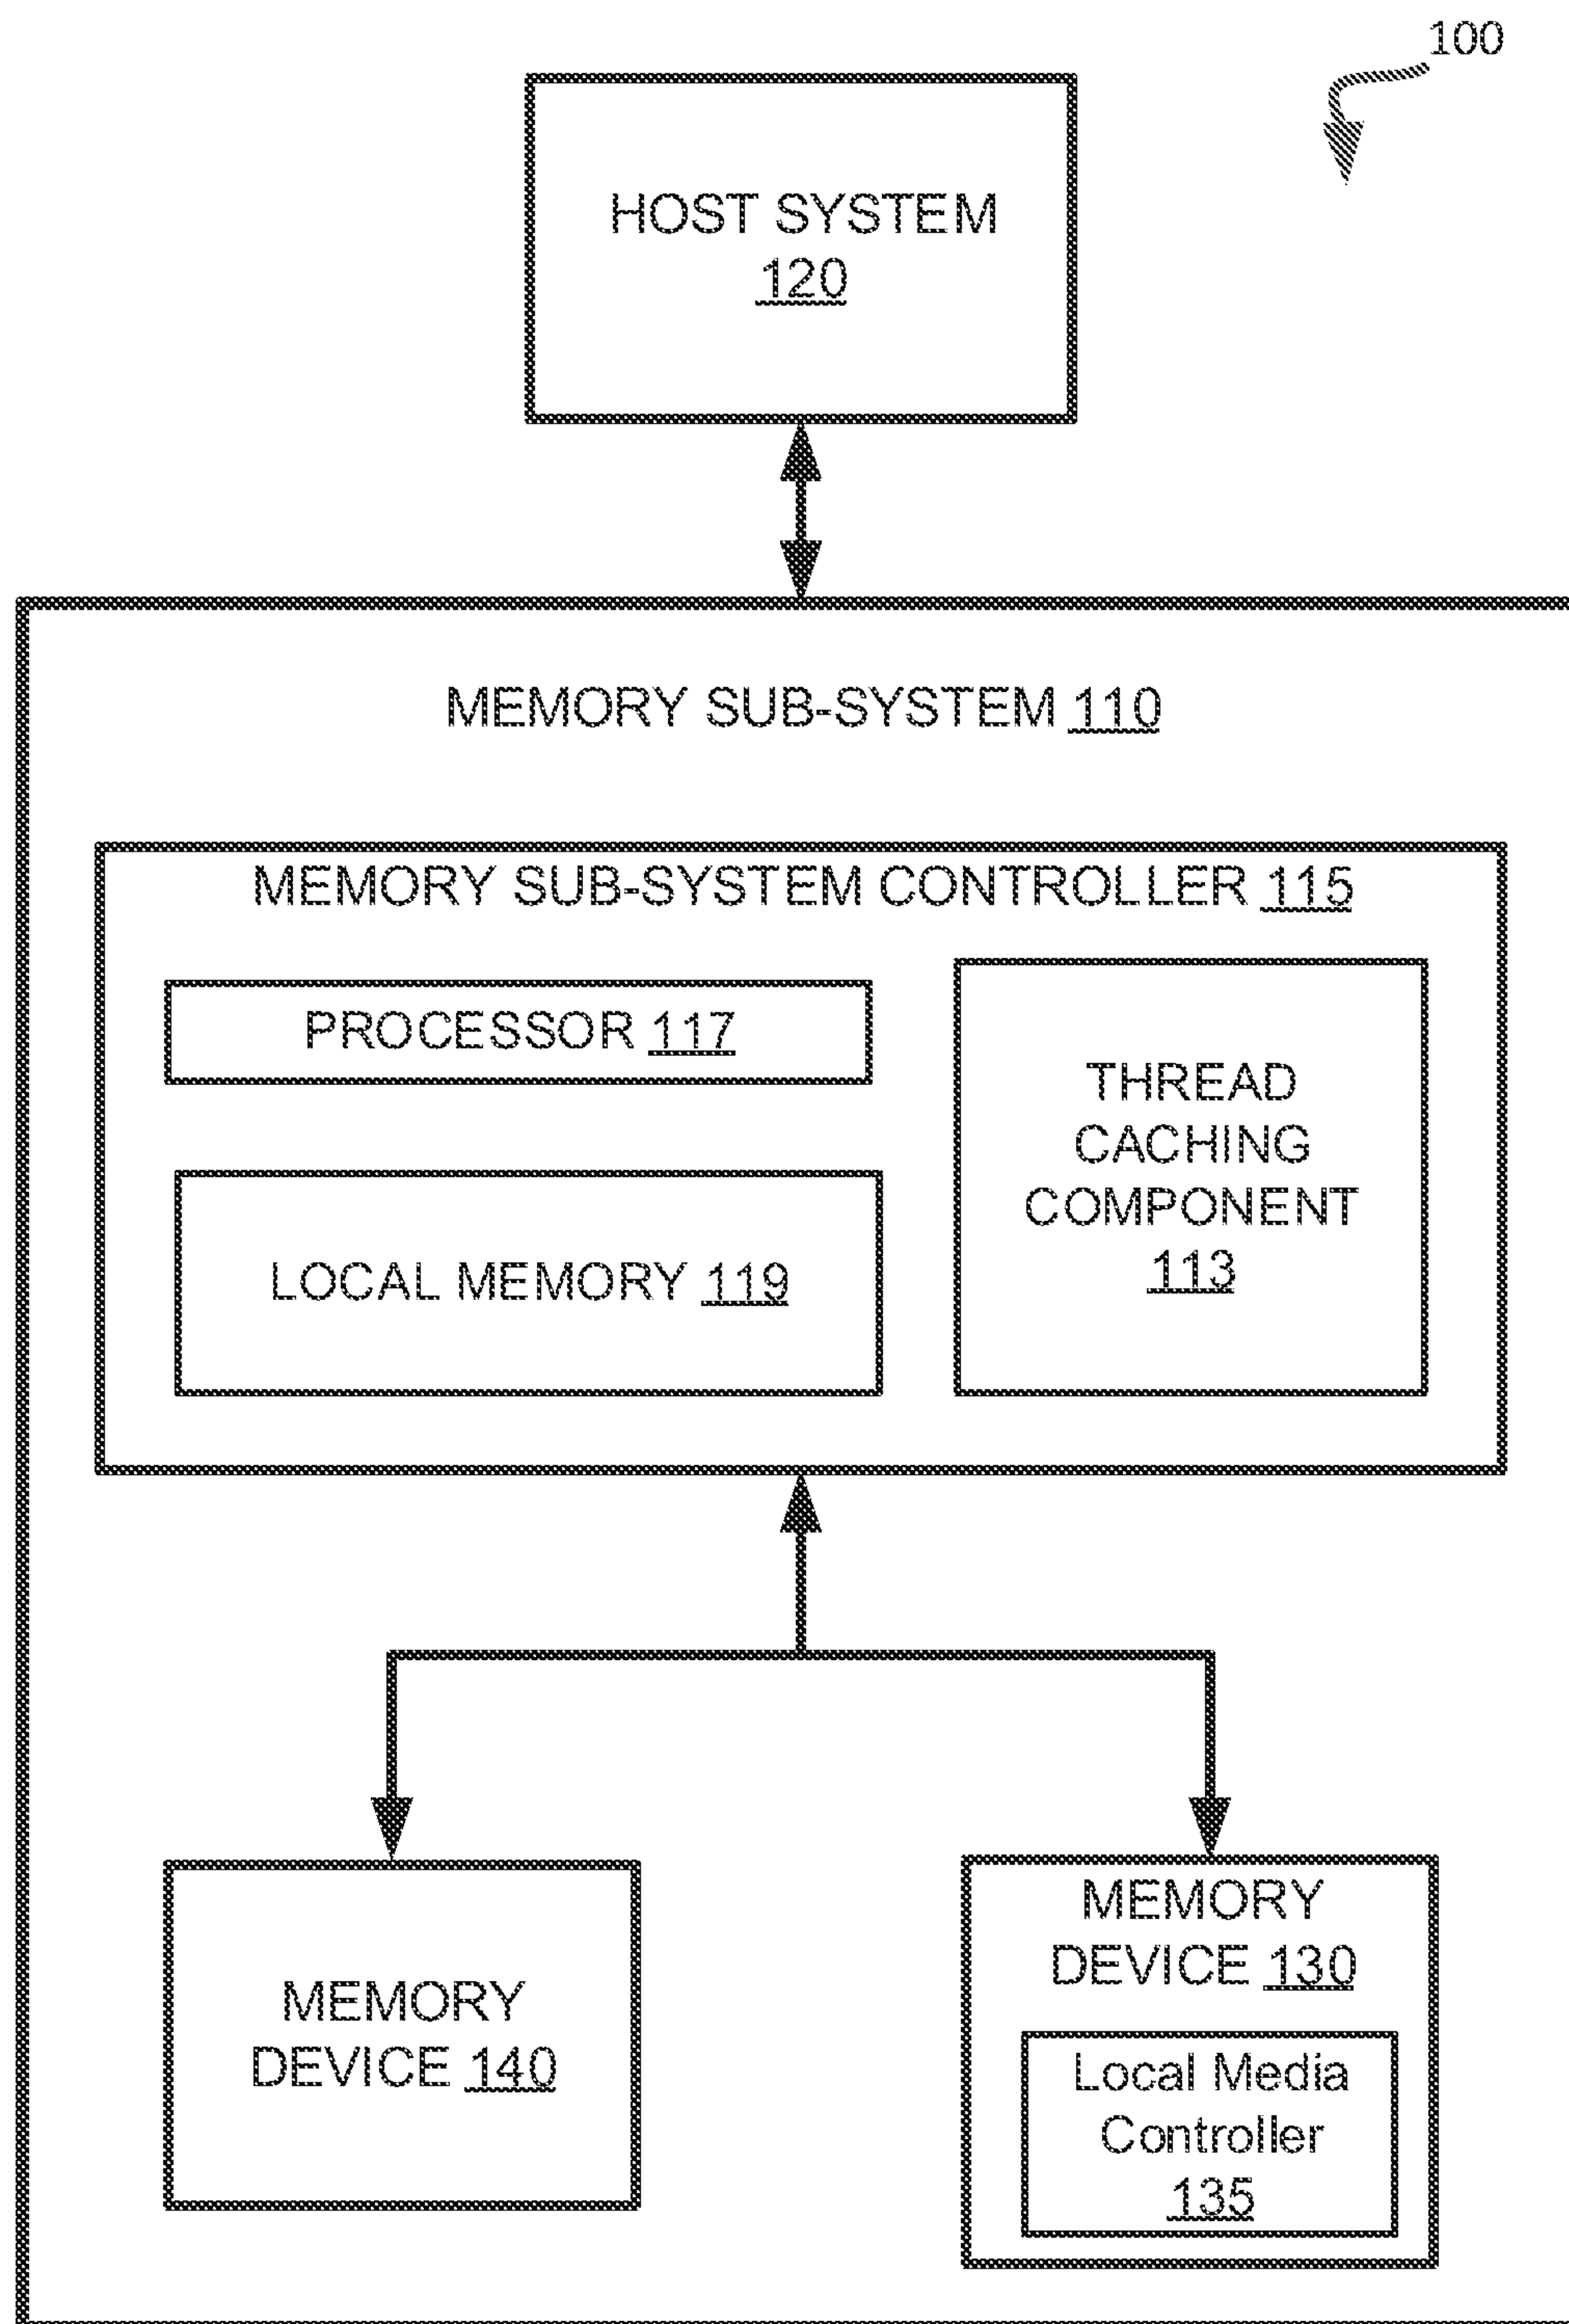 100
HOST SYSTEM
120
MEMORY SUB-SYSTEM 110
MEMORY SUB-SYSTEM CONTROLLER 115
PROCESSOR 117
THREAD
CACHING
COMPONENT
113
LOCAL MEMORY 119
MEMORY
DEVICE 140
MEMORY
DEVICE 130
Local Media
Controller
135